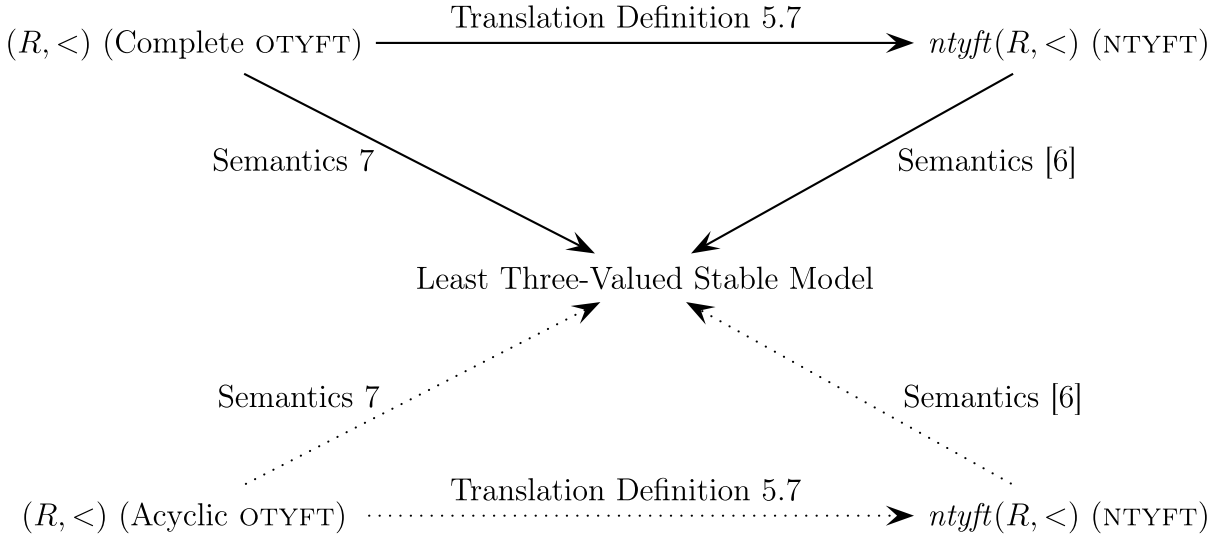 Translation Definition 5.7
(R, <) (Complete OTYFT) ntyft(R, <) (NTYFT)
Semantics 7 Semantics [6]
Least Three-Valued Stable Model
Semantics 7 Semantics [6]
Translation Definition 5.7
(R, <) (Acyclic OTYFT) ntyft(R, <) (NTYFT)